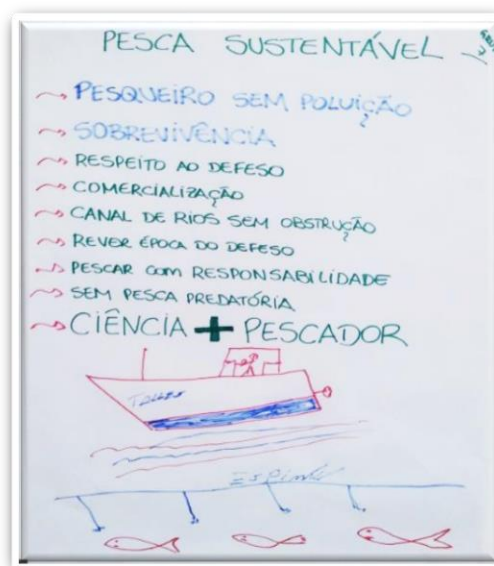 PESCA SUSTENTÁVEL
PESQUEIRO SEM POLUIÇÃO
SOBREVIVÊNCIA
RESPEITO AO DEFESO
COMERCIALIZAÇÃO
CANAL DE RIOS SEM OBSTRUÇÃO
REVER ÉPOCA DO DEFESO
PESCAR COM RESPONSABILIDADE
SEM PESCA PREDATÓRIA
CIÊNCIA + PESCADOR